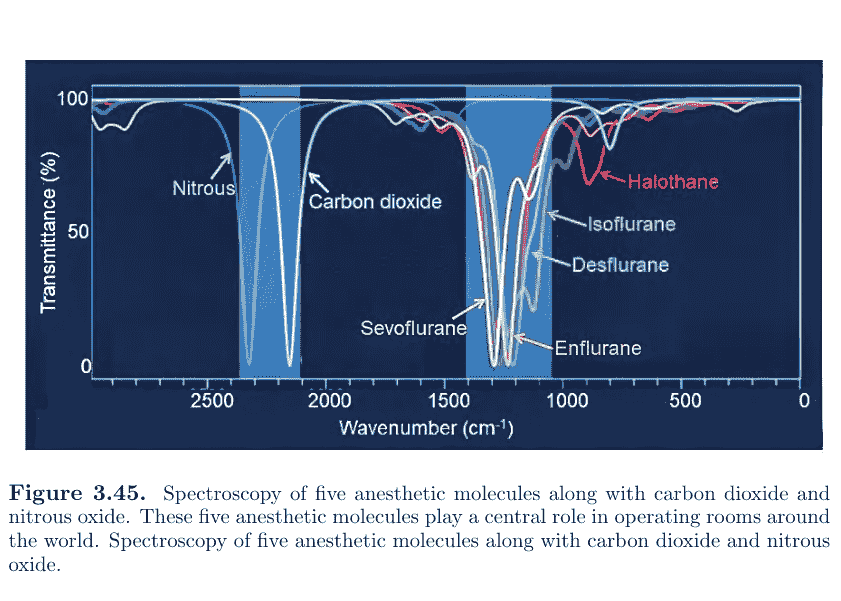 100
50
0
Transmittance (%)
Nitrous
Carbon dioxide
Halothane
Isoflurane
Desflurane
Sevoflurane
Enflurane
2500 2000 1500 1000 500 0
Wavenumber (cm-1)
Figure 3.45. Spectroscopy of five anesthetic molecules along with carbon dioxide and
nitrous oxide. These five anesthetic molecules play a central role in operating rooms around
the world. Spectroscopy of five anesthetic molecules along with carbon dioxide and nitrous
oxide.